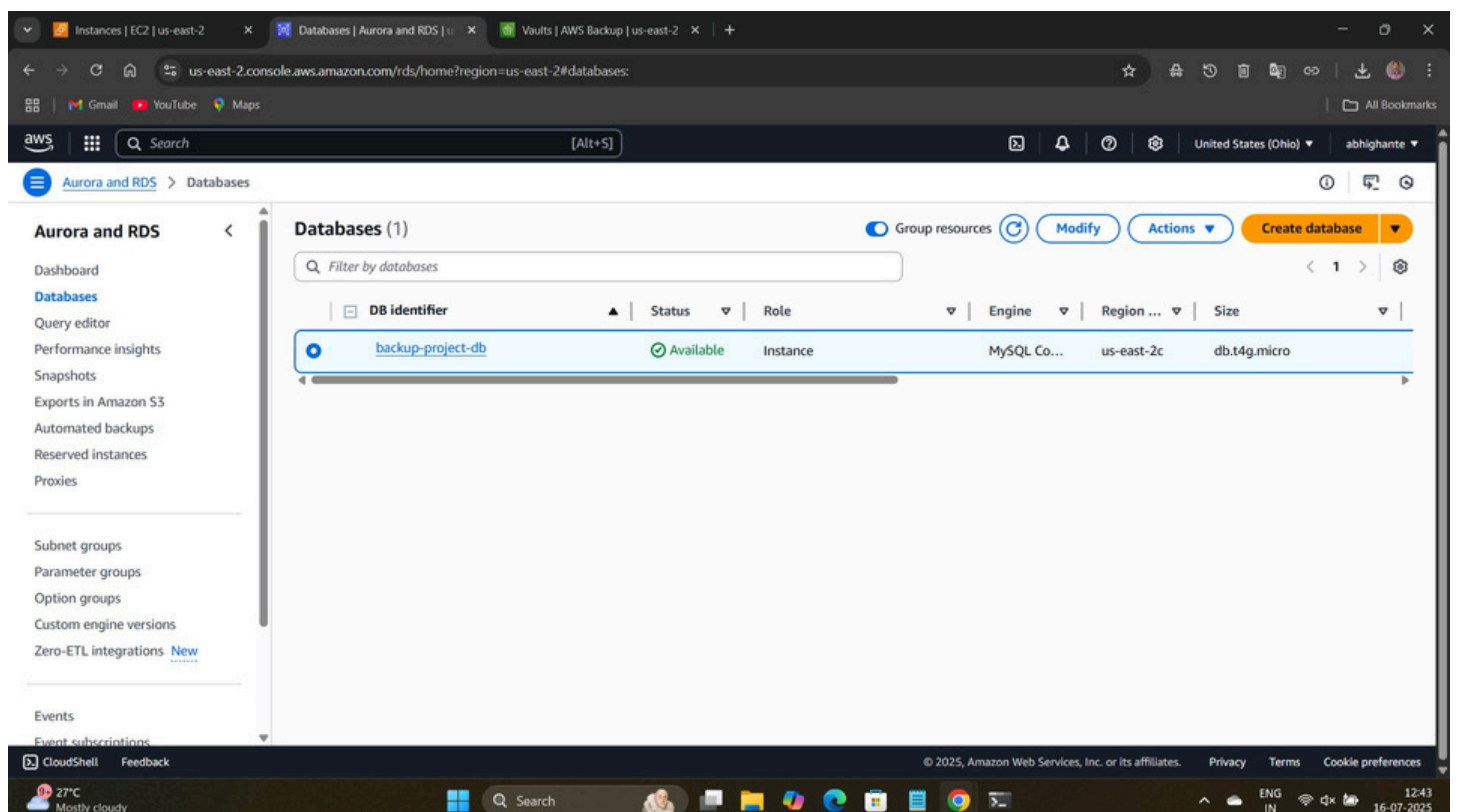 Instances | EC2 | us-east-2
Databases | Aurora and RDS | u
Vaults | AWS Backup | us-east-2
us-east-2.console.aws.amazon.com/rds/home?region=us-east-2#databases:
Gmail YouTube Maps
All Bookmarks
aws Search [Alt+S] United States (Ohio) abhighante
Aurora and RDS > Databases
Aurora and RDS
Dashboard
Databases
Query editor
Performance insights
Snapshots
Exports in Amazon S3
Automated backups
Reserved instances
Proxies
Subnet groups
Parameter groups
Option groups
Custom engine versions
Zero-ETL integrations New
Events
Event subscriptions
Databases (1)
Group resources Modify Actions Create database
Filter by databases
1
DB identifier Status Role Engine Region ... Size
backup-project-db Available Instance MySQL Co... us-east-2c db.t4g.micro
CloudShell Feedback © 2025, Amazon Web Services, Inc. or its affiliates. Privacy Terms Cookie preferences
9+ 27°C
Mostly cloudy
Search
ENG
IN
12:43
16-07-2025